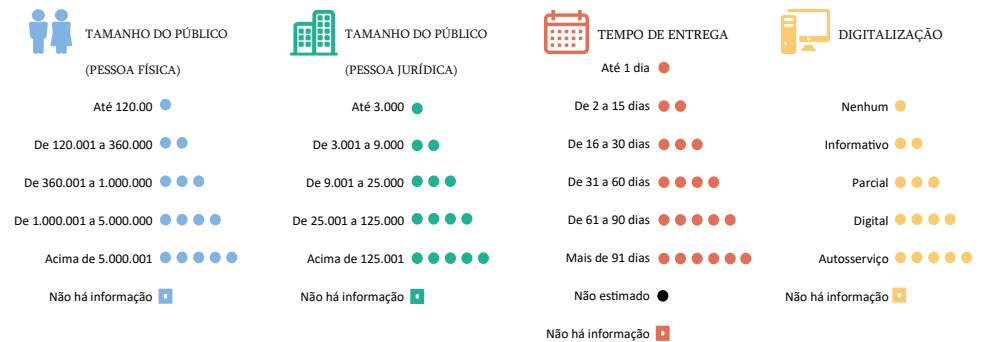 TAMANHO DO PÚBLICO
(PESSOA FÍSICA)
Até 120.00
De 120.001 a 360.000
De 360.001 a 1.000.000
De 1.000.001 a 5.000.000
Acima de 5.000.001
Não há informação
TAMANHO DO PÚBLICO
(PESSOA JURÍDICA)
Até 3.000
De 3.001 a 9.000
De 9.001 a 25.000
De 25.001 a 125.000
Acima de 125.001
Não há informação
TEMPO DE ENTREGA
Até 1 dia
De 2 a 15 dias
De 16 a 30 dias
De 31 a 60 dias
De 61 a 90 dias
Mais de 91 dias
Não estimado
Não há informação
DIGITALIZAÇÃO
Nenhum
Informativo
Parcial
Digital
Autosserviço
Não há informação